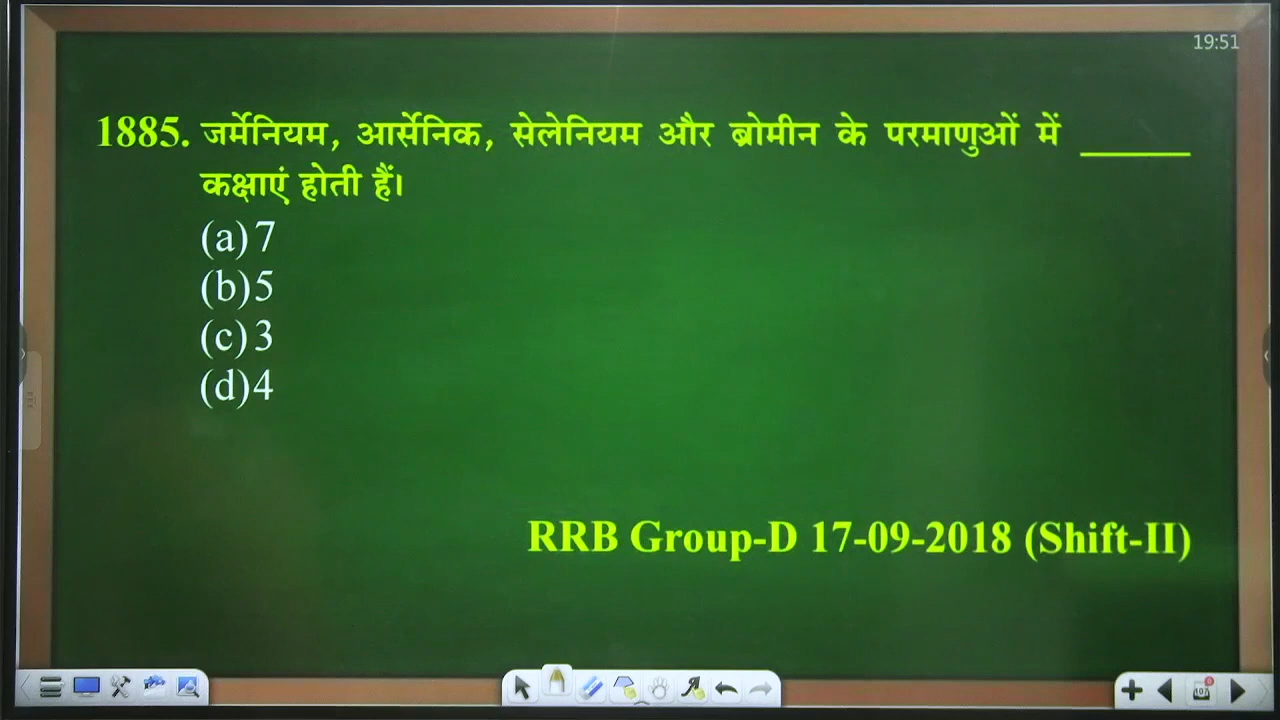 19:51
1885. जर्मेनियम, आर्सेनिक, सेलेनियम और ब्रोमीन के परमाणुओं में ______
कक्षाएं होती हैं।
(a) 7
(b) 5
(c) 3
(d) 4
RRB Group-D 17-09-2018 (Shift-II)